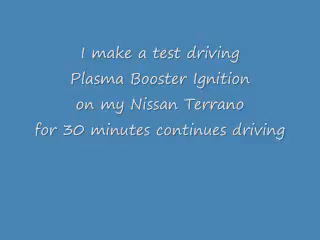 I make a test driving
Plasma Booster Ignition
on my Nissan Terrano
for 30 minutes continues driving